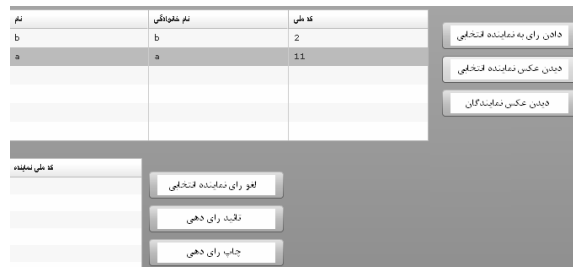 نام	نام خانوادگی	کد ملی
b	b	2
a	a	11
دادن رای به نماینده انتخابی
دیدن عکس نماینده انتخابی
دیدن عکس نمایندگان
کد ملی نماینده
لغو رای نماینده انتخابی
تائید رای دهی
چاپ رای دهی